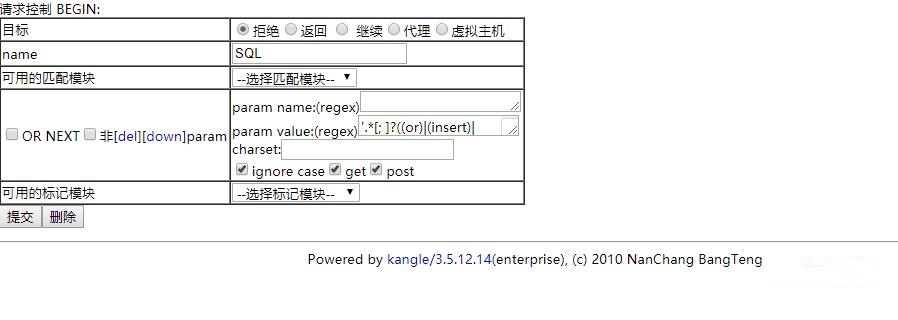 请求控制 BEGIN:
目标 拒绝 返回 继续 代理 虚拟主机
name SQL
可用的匹配模块 --选择匹配模块--
param name:(regex)
OR NEXT 非[del][down]param param value:(regex) '.*[; ]?((or)|(insert)|
charset:
ignore case get post
可用的标记模块 --选择标记模块--
提交 删除
Powered by kangle/3.5.12.14(enterprise), (c) 2010 NanChang BangTeng